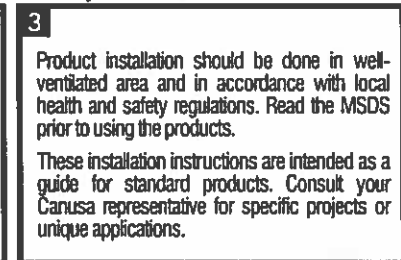 3
Product installation should be done in well-
ventilated area and in accordance with local
health and safety regulations. Read the MSDS
prior to using the products.
These installation instructions are intended as a
guide for standard products. Consult your
Canusa representative for specific projects or
unique applications.